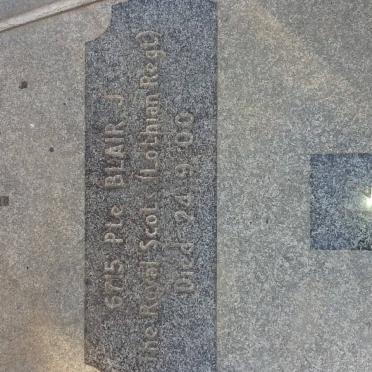 6715 Pte BLAIR J
The Royal Scot. (Lothian Regt)
Died 24.9.00